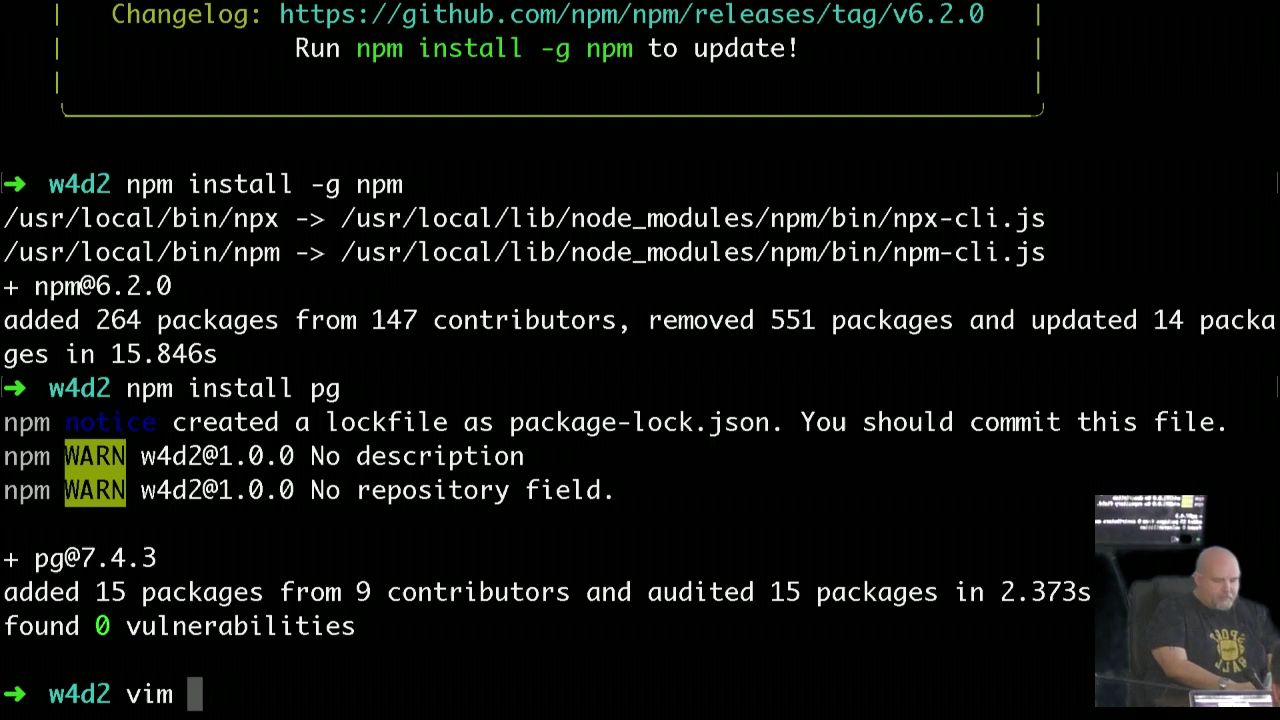 Changelog: https://github.com/npm/npm/releases/tag/v6.2.0
Run npm install -g npm to update!
➜ w4d2 npm install -g npm
/usr/local/bin/npx -> /usr/local/lib/node_modules/npm/bin/npx-cli.js
/usr/local/bin/npm -> /usr/local/lib/node_modules/npm/bin/npm-cli.js
+ npm@6.2.0
added 264 packages from 147 contributors, removed 551 packages and updated 14 packa
ges in 15.846s
➜ w4d2 npm install pg
npm notice created a lockfile as package-lock.json. You should commit this file.
npm WARN w4d2@1.0.0 No description
npm WARN w4d2@1.0.0 No repository field.
+ pg@7.4.3
added 15 packages from 9 contributors and audited 15 packages in 2.373s
found 0 vulnerabilities
➜ w4d2 vim